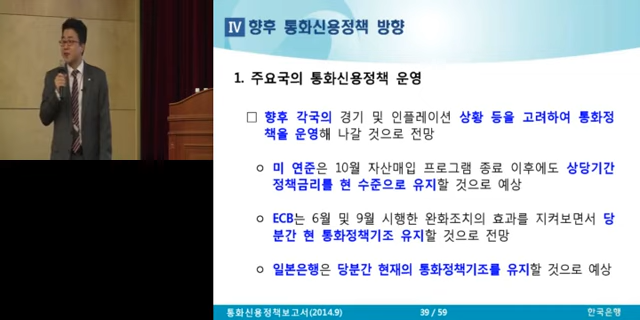 Ⅳ 향후 통화신용정책 방향
1. 주요국의 통화신용정책 운영
□ 향후 각국의 경기 및 인플레이션 상황 등을 고려하여 통화정
책을 운영해 나갈 것으로 전망
○ 미 연준은 10월 자산매입 프로그램 종료 이후에도 상당기간
정책금리를 현 수준으로 유지할 것으로 예상
○ ECB는 6월 및 9월 시행한 완화조치의 효과를 지켜보면서 당
분간 현 통화정책기조 유지할 것으로 전망
○ 일본은행은 당분간 현재의 통화정책기조를 유지할 것으로 예상
통화신용정책보고서(2014.9) 39 / 59 한국은행